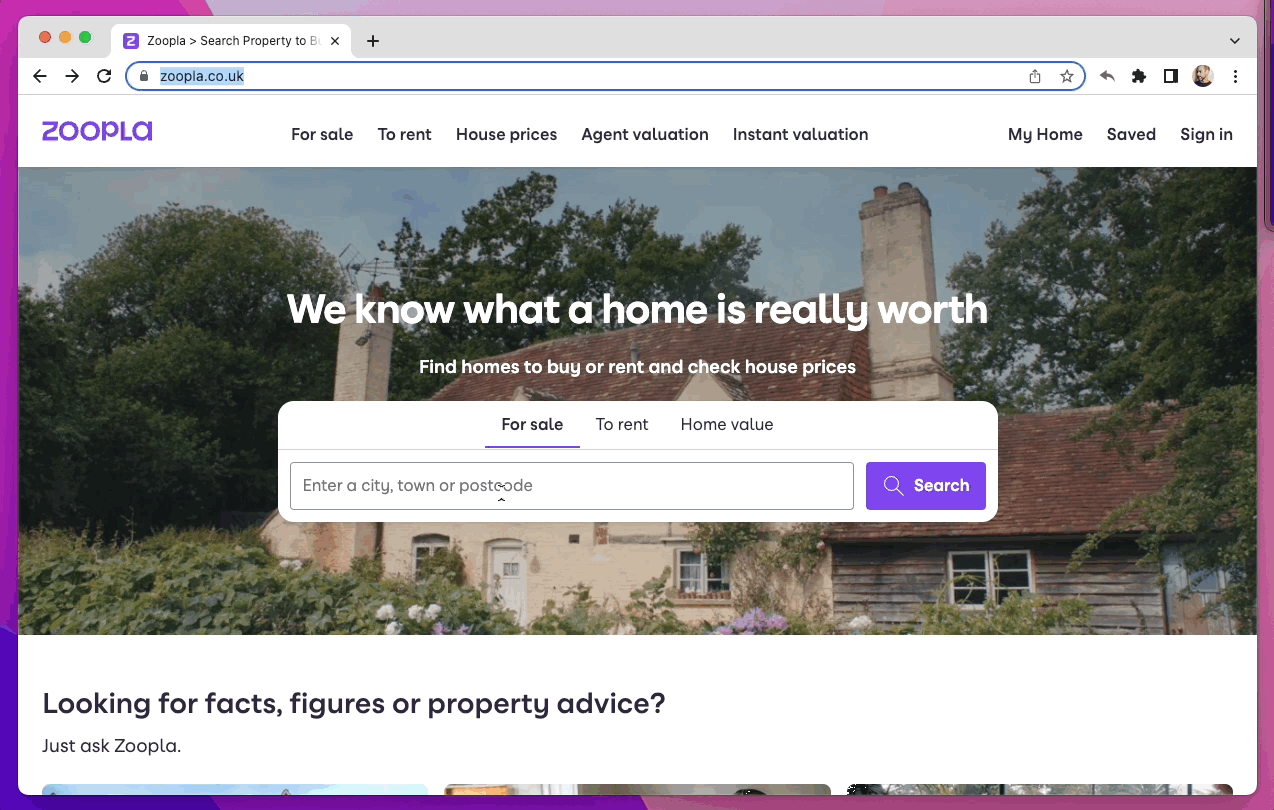 Zoopla > Search Property to Bu
zoopla.co.uk
ZOOPLA
For sale To rent House prices Agent valuation Instant valuation My Home Saved Sign in
We know what a home is really worth
Find homes to buy or rent and check house prices
For sale To rent Home value
Enter a city, town or postcode
Search
Looking for facts, figures or property advice?
Just ask Zoopla.